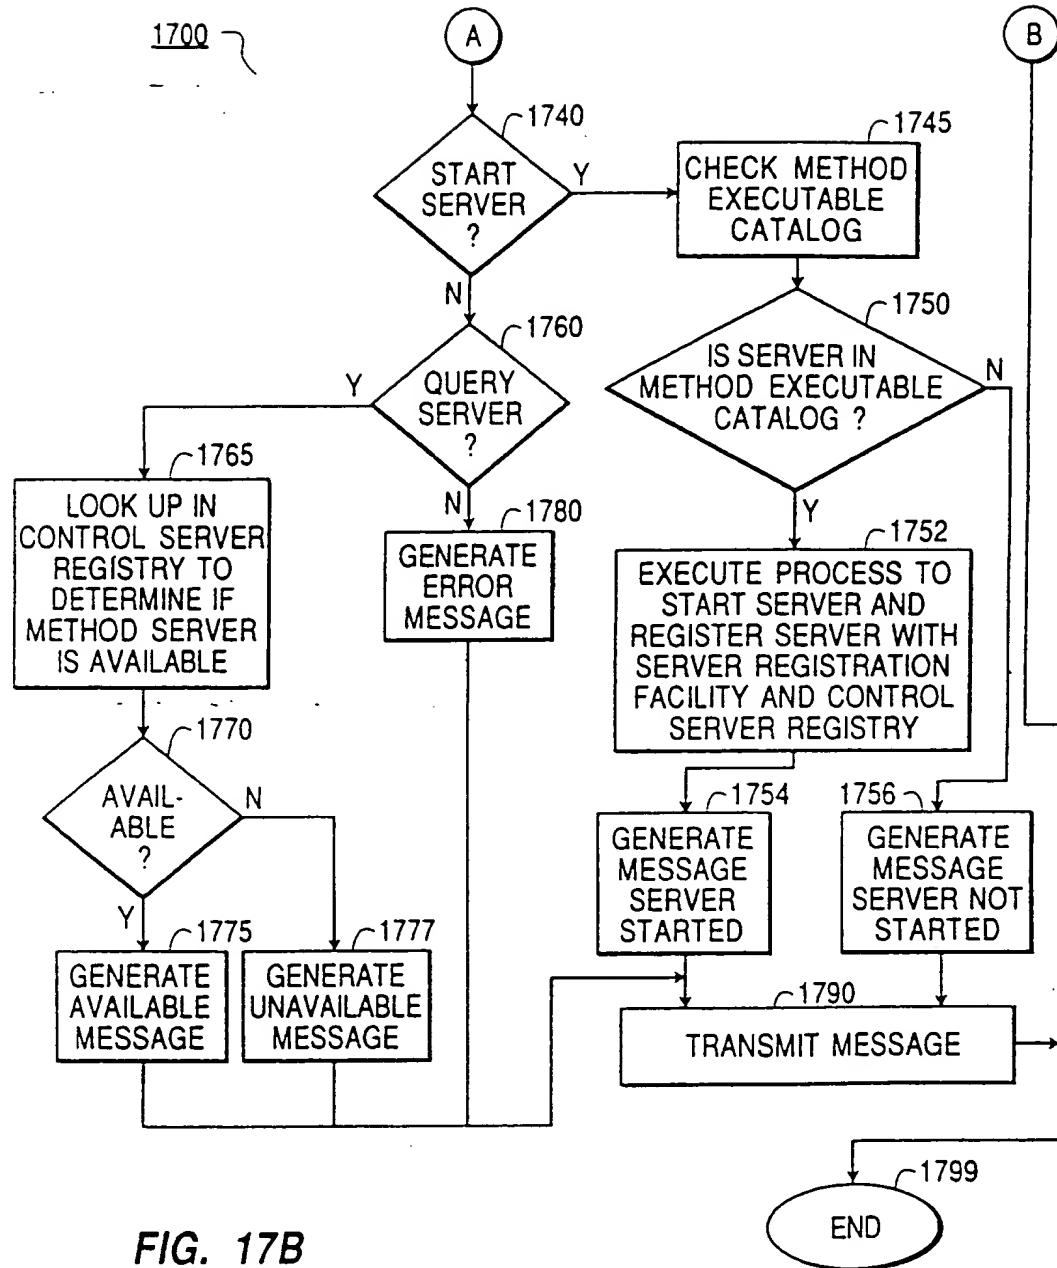 1700
A
B
1740
START
SERVER
?
Y
N
1745
CHECK METHOD
EXECUTABLE
CATALOG
1750
IS SERVER IN
METHOD EXECUTABLE
CATALOG ?
N
Y
1760
QUERY
SERVER
?
Y
N
1765
LOOK UP IN
CONTROL SERVER
REGISTRY TO
DETERMINE IF
METHOD SERVER
IS AVAILABLE
1780
GENERATE
ERROR
MESSAGE
1752
EXECUTE PROCESS TO
START SERVER AND
REGISTER SERVER WITH
SERVER REGISTRATION
FACILITY AND CONTROL
SERVER REGISTRY
1770
AVAIL-
ABLE
?
N
Y
1754
GENERATE
MESSAGE
SERVER
STARTED
1756
GENERATE
MESSAGE
SERVER NOT
STARTED
1775
GENERATE
AVAILABLE
MESSAGE
1777
GENERATE
UNAVAILABLE
MESSAGE
1790
TRANSMIT MESSAGE
1799
END
FIG. 17B